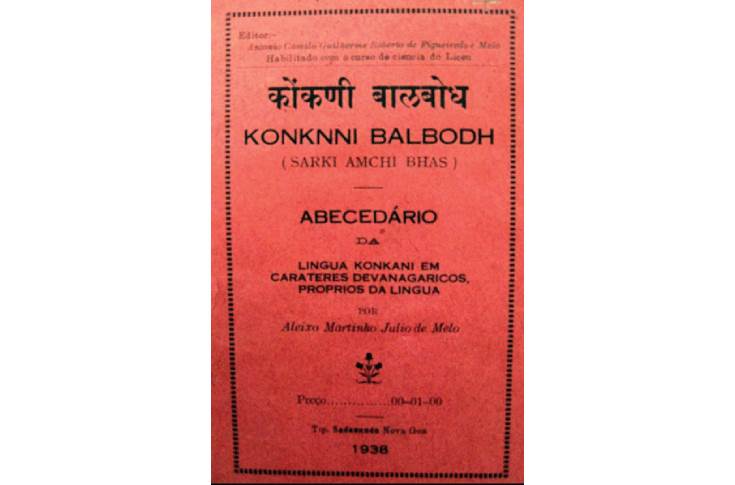 Editor:-
Antonio Camilo Guilherme Roberto de Figueiredo e Melo
Habilitado com o curso de ciencia do Liceu
कोंकणी बालबोध
KONKNNI BALBODH
( SARKI AMCHI BHAS )
ABECEDÁRIO
DA
LINGUA KONKANI EM
CARATERES DEVANAGARICOS,
PROPRIOS DA LINGUA
POR
Aleixo Martinho Julio de Melo
Preço...............00-01-00
Tip. Sadananda Nova Goa
1938